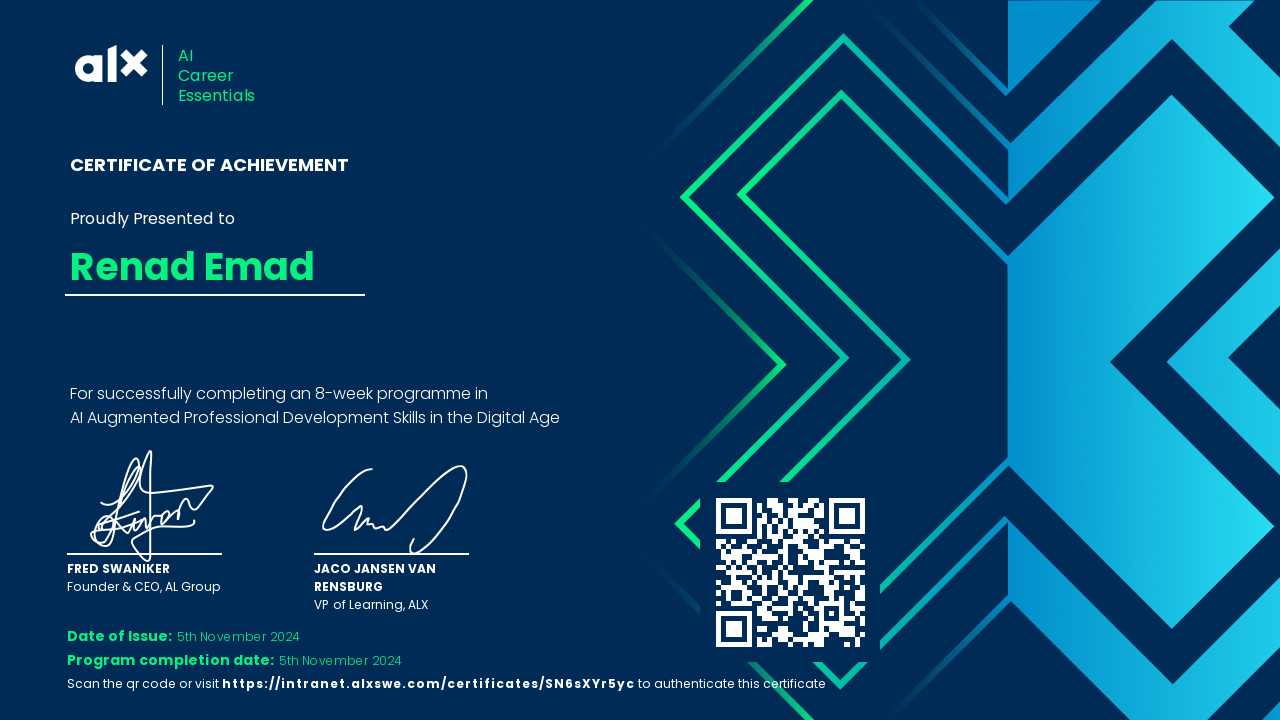 alx
AI
Career
Essentials
CERTIFICATE OF ACHIEVEMENT
Proudly Presented to
Renad Emad
For successfully completing an 8-week programme in
AI Augmented Professional Development Skills in the Digital Age
FRED SWANIKER
Founder & CEO, AL Group
JACO JANSEN VAN
RENSBURG
VP of Learning, ALX
Date of Issue: 5th November 2024
Program completion date: 5th November 2024
Scan the qr code or visit https://intranet.alxswe.com/certificates/SN6sXYr5yc to authenticate this certificate